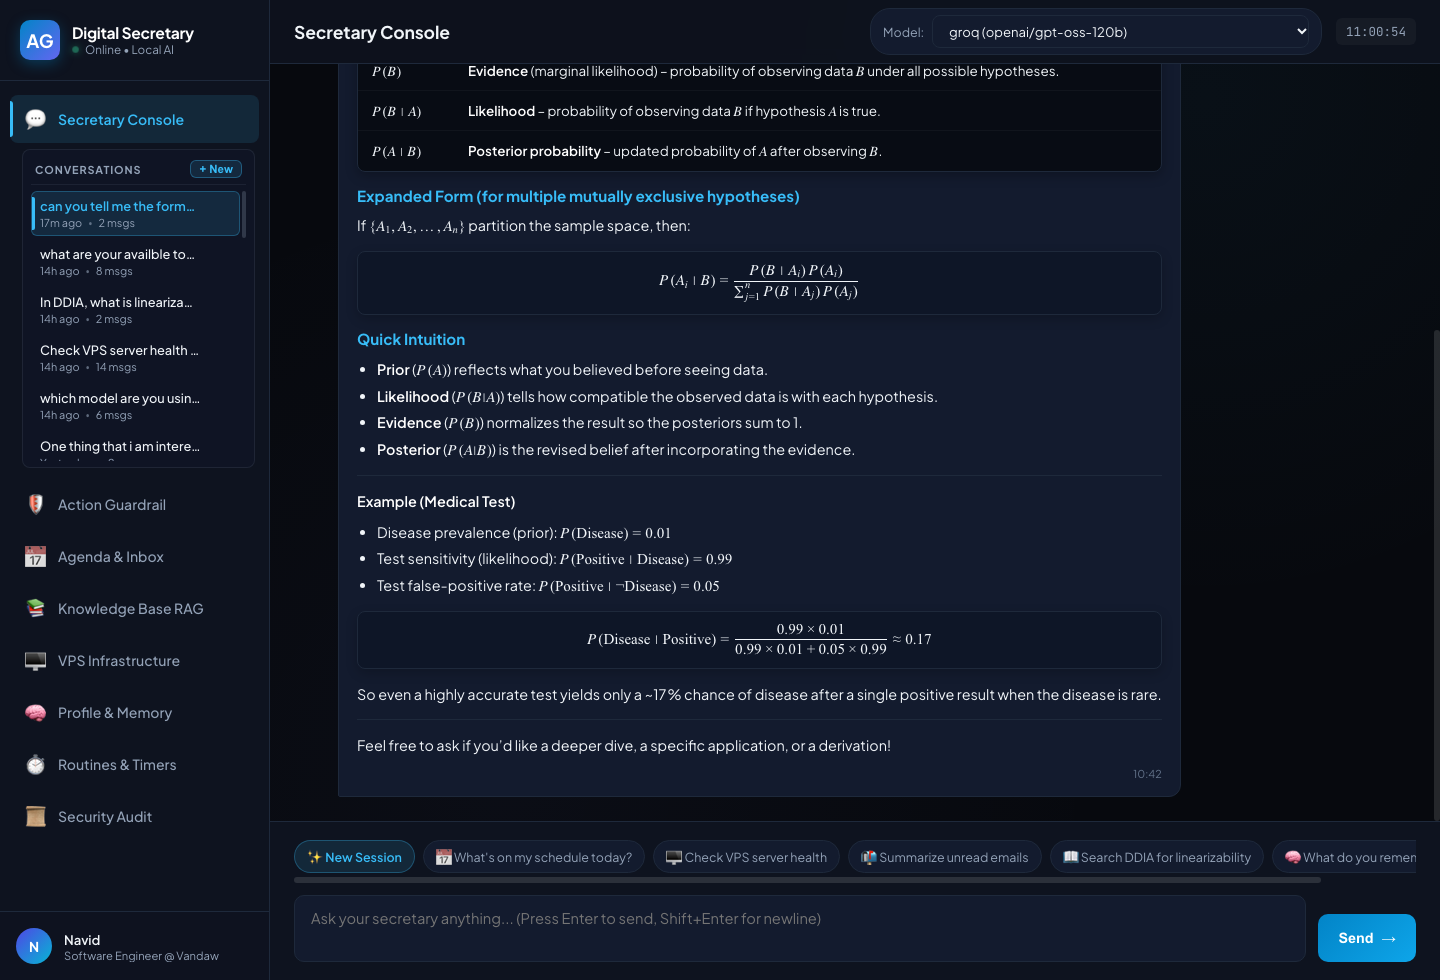 AG
Digital Secretary
Online • Local AI
Secretary Console
CONVERSATIONS
+ New
can you tell me the form...
17m ago • 2 msgs
what are your availble to...
14h ago • 8 msgs
In DDIA, what is lineariza...
14h ago • 2 msgs
Check VPS server health ...
14h ago • 14 msgs
which model are you usin...
14h ago • 6 msgs
One thing that i am intere...
Action Guardrail
Agenda & Inbox
Knowledge Base RAG
VPS Infrastructure
Profile & Memory
Routines & Timers
Security Audit
N
Navid
Software Engineer @ Vandaw
Secretary Console
Model: groq (openai/gpt-oss-120b)
11:00:54
P(B) Evidence (marginal likelihood) – probability of observing data B under all possible hypotheses.
P(B ∣ A) Likelihood – probability of observing data B if hypothesis A is true.
P(A ∣ B) Posterior probability – updated probability of A after observing B.
Expanded Form (for multiple mutually exclusive hypotheses)
If {A₁, A₂, …, Aₙ} partition the sample space, then:
P(Aᵢ ∣ B) = P(B ∣ Aᵢ) P(Aᵢ) / ∑ⁿⱼ₌₁ P(B ∣ Aⱼ) P(Aⱼ)
Quick Intuition
• Prior (P(A)) reflects what you believed before seeing data.
• Likelihood (P(B|A)) tells how compatible the observed data is with each hypothesis.
• Evidence (P(B)) normalizes the result so the posteriors sum to 1.
• Posterior (P(A|B)) is the revised belief after incorporating the evidence.
Example (Medical Test)
• Disease prevalence (prior): P(Disease) = 0.01
• Test sensitivity (likelihood): P(Positive ∣ Disease) = 0.99
• Test false-positive rate: P(Positive ∣ ¬Disease) = 0.05
P(Disease ∣ Positive) = 0.99 × 0.01 / 0.99 × 0.01 + 0.05 × 0.99 ≈ 0.17
So even a highly accurate test yields only a ~17 % chance of disease after a single positive result when the disease is rare.
Feel free to ask if you'd like a deeper dive, a specific application, or a derivation!
10:42
✨ New Session
📅 What's on my schedule today?
🖥️ Check VPS server health
📬 Summarize unread emails
📖 Search DDIA for linearizability
🧠 What do you remem
Ask your secretary anything... (Press Enter to send, Shift+Enter for newline)
Send →